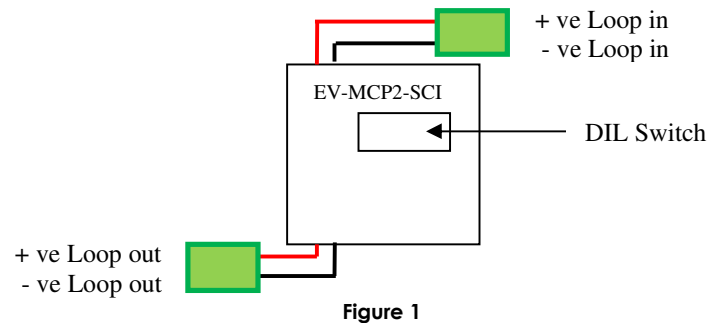 + ve Loop in
- ve Loop in
EV-MCP2-SCI
DIL Switch
+ ve Loop out
- ve Loop out
Figure 1